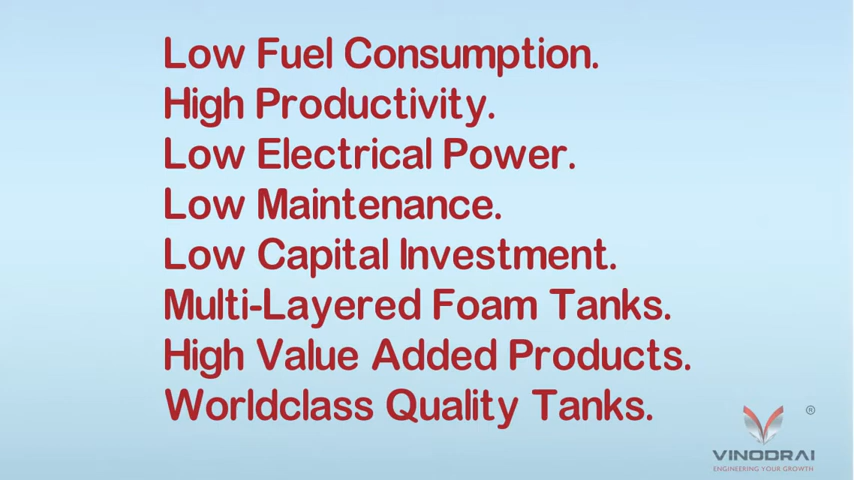 Low Fuel Consumption.
High Productivity.
Low Electrical Power.
Low Maintenance.
Low Capital Investment.
Multi-Layered Foam Tanks.
High Value Added Products.
Worldclass Quality Tanks.
®
VINODRAI
ENGINEERING YOUR GROWTH